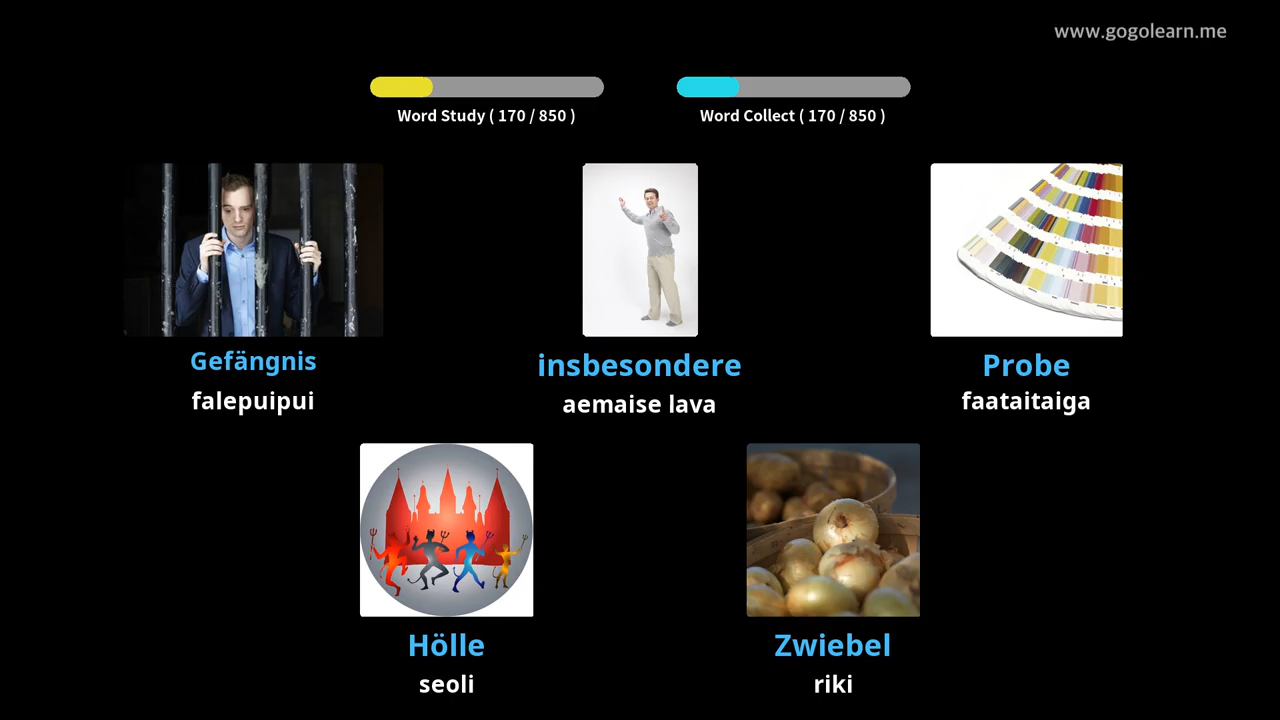 www.gogolearn.me
Word Study ( 170 / 850 )
Word Collect ( 170 / 850 )
Gefängnis
falepuipui
insbesondere
aemaise lava
Probe
faataitaiga
Hölle
seoli
Zwiebel
riki